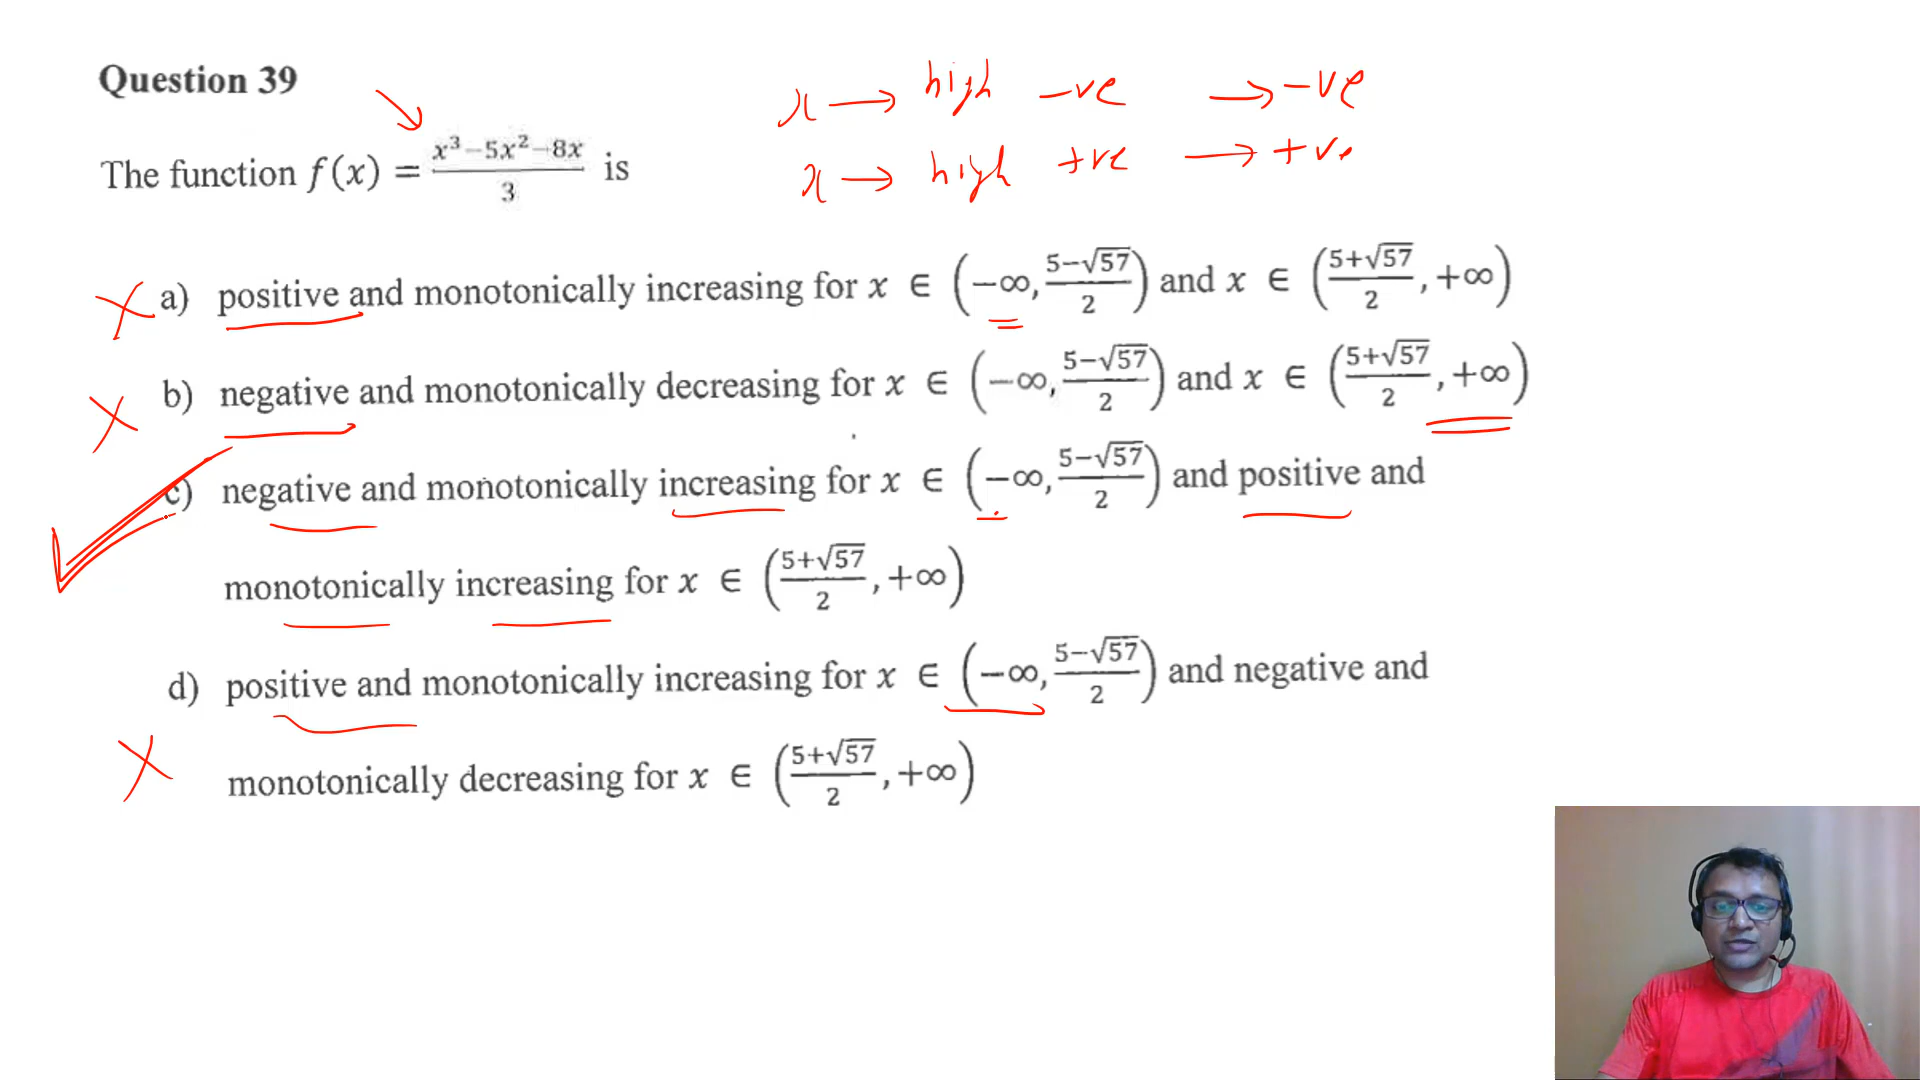 Question 39
x → high -ve → -ve
The function f(x) = (x³−5x²−8x)/3 is
x → high +ve → +ve
a) positive and monotonically increasing for x ∈ (−∞, (5−√57)/2) and x ∈ ((5+√57)/2, +∞)
b) negative and monotonically decreasing for x ∈ (−∞, (5−√57)/2) and x ∈ ((5+√57)/2, +∞)
c) negative and monotonically increasing for x ∈ (−∞, (5−√57)/2) and positive and
monotonically increasing for x ∈ ((5+√57)/2, +∞)
d) positive and monotonically increasing for x ∈ (−∞, (5−√57)/2) and negative and
monotonically decreasing for x ∈ ((5+√57)/2, +∞)